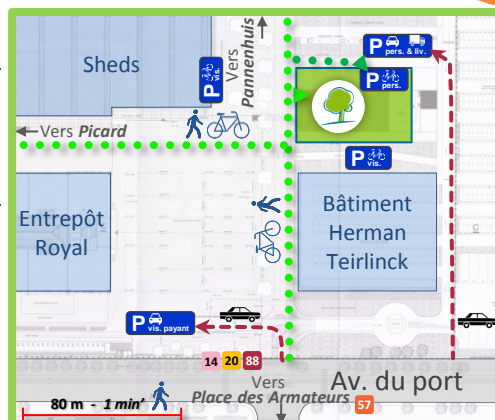 Sheds
P vis.
Vers
Pannenhuis
P
pers. & liv.
P
pers.
←Vers Picard
P
vis.
Entrepôt
Royal
Bâtiment
Herman
Teirlinck
P
vis. payant
14 20 88
Vers
Place des Armateurs 57
Av. du port
80 m - 1 min'